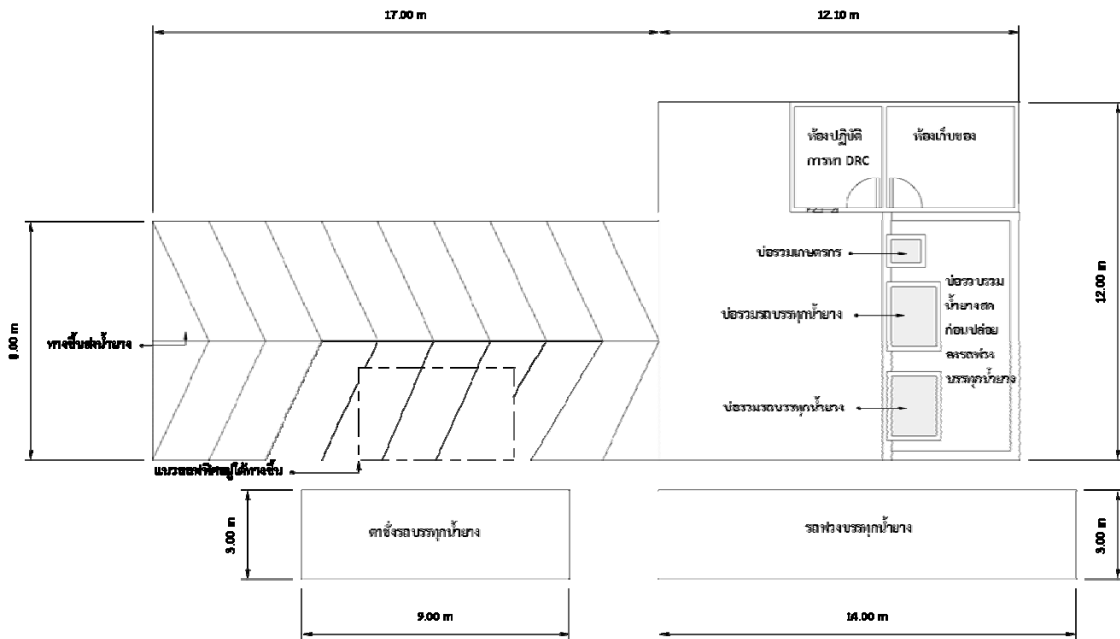 17.00 m
12.10 m
ห้องปฏิบัติ
การหา DRC
ห้องเก็บของ
บ่อรวมเกษตรกร
บ่อรวบรวม
น้ำยางสด
ก่อนปล่อย
ลงรถพ่วง
บรรทุกน้ำยาง
บ่อรวมรถบรรทุกน้ำยาง
บ่อรวมรถบรรทุกน้ำยาง
12.00 m
8.00 m
ทางขึ้นส่งน้ำยาง
แนวออฟฟิศอยู่ใต้ทางขึ้น
3.00 m
ตาชั่งรถบรรทุกน้ำยาง
รถพ่วงบรรทุกน้ำยาง
3.00 m
9.00 m
14.00 m